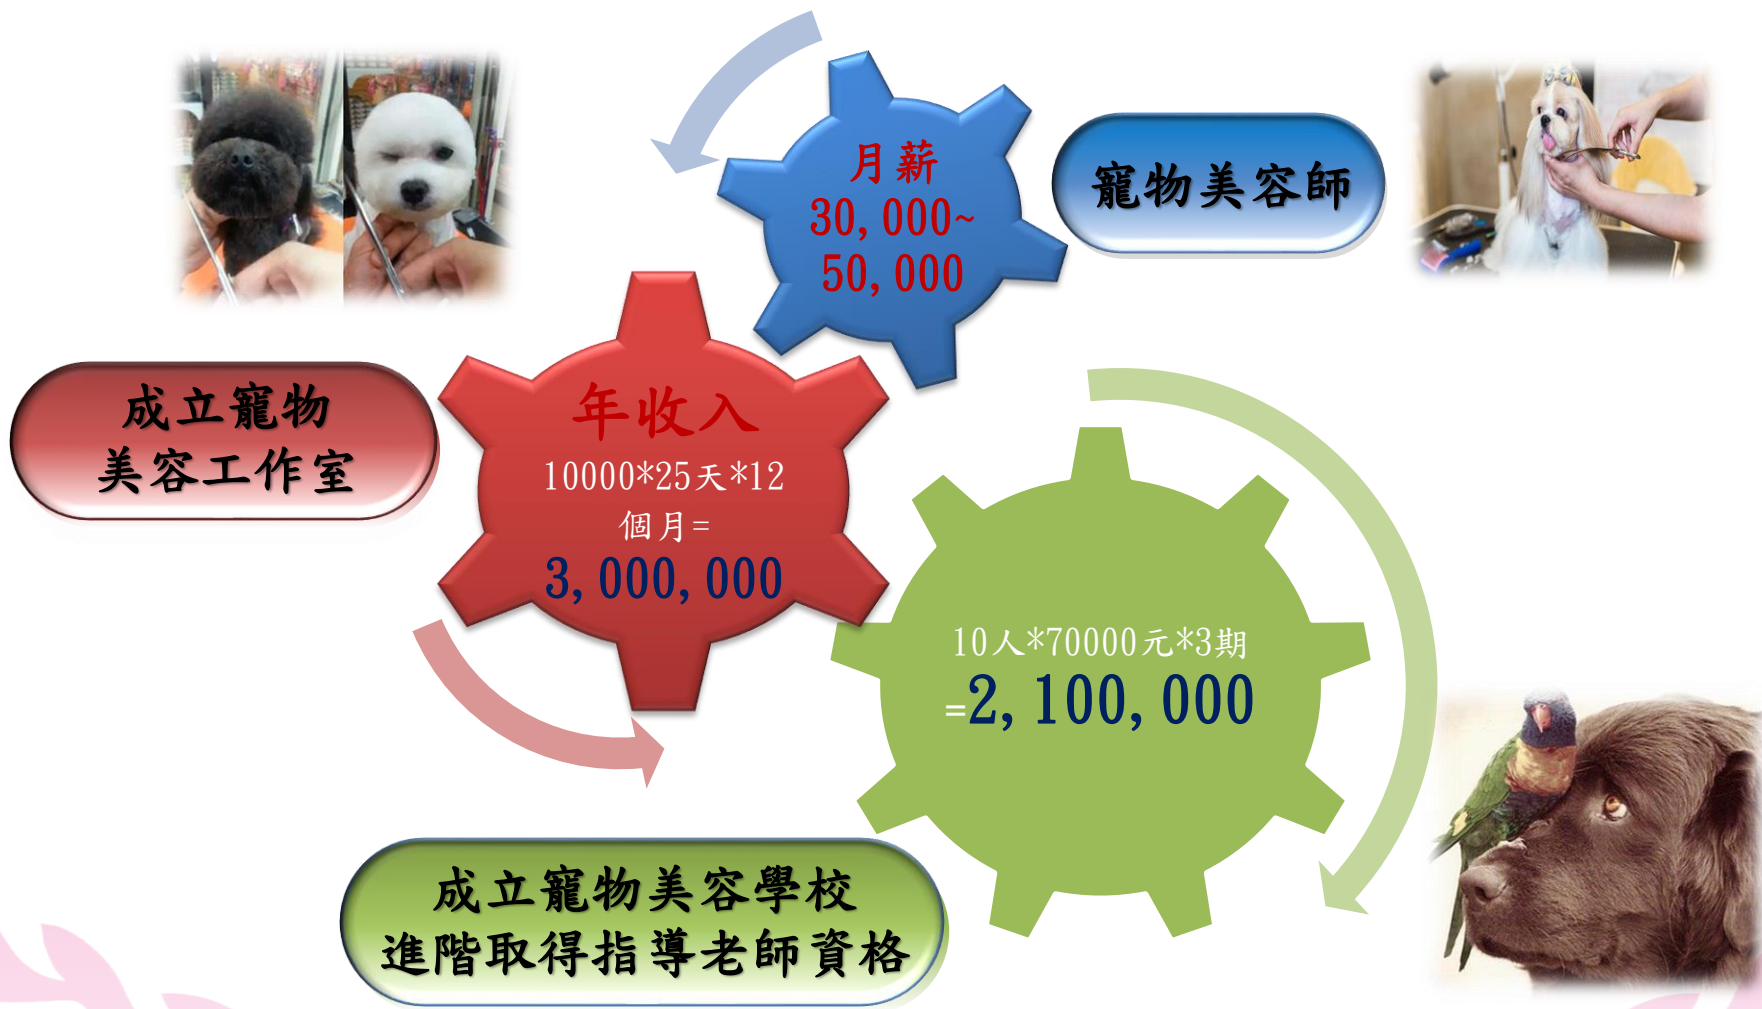 月薪
30,000~
50,000
寵物美容師
成立寵物
美容工作室
年收入
10000*25天*12
個月=
3,000,000
10人*70000元*3期
=2,100,000
成立寵物美容學校
進階取得指導老師資格